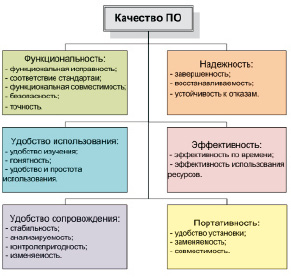 Качество ПО
Функциональность:
- функциональная исправность;
- соответствие стандартам;
- функциональная совместимость;
- безопасность;
- точность
Надежность:
- завершенность;
- восстанавливаемость;
- устойчивость к отказам.
Удобство использования:
- удобство изучения;
- понятность;
- удобство и простота
использования.
Эффективность:
- эффективность по времени;
- эффективность использования
ресурсов.
Удобство сопровождения:
- стабильность;
- анализируемость;
- контролепригодность;
- изменяемость.
Портативность:
- удобство установки;
- заменяемость;
- совместимость.